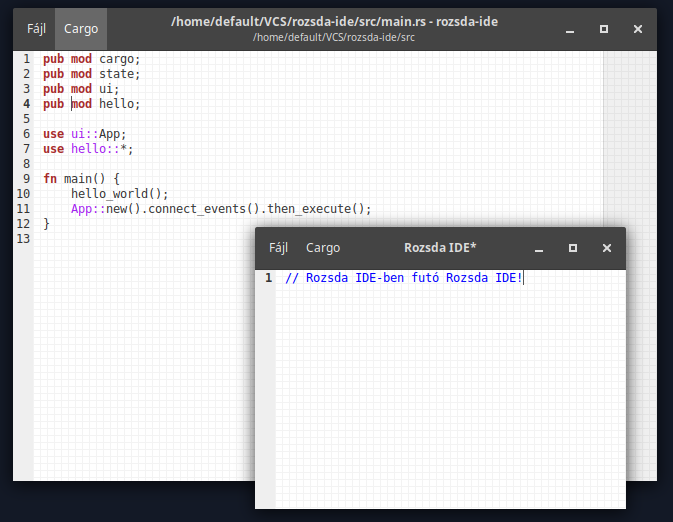 Fájl Cargo /home/default/VCS/rozsda-ide/src/main.rs - rozsda-ide
/home/default/VCS/rozsda-ide/src
1 pub mod cargo;
2 pub mod state;
3 pub mod ui;
4 pub mod hello;
5
6 use ui::App;
7 use hello::*;
8
9 fn main() {
10     hello_world();
11     App::new().connect_events().then_execute();
12 }
13
Fájl Cargo Rozsda IDE*
1 // Rozsda IDE-ben futó Rozsda IDE!